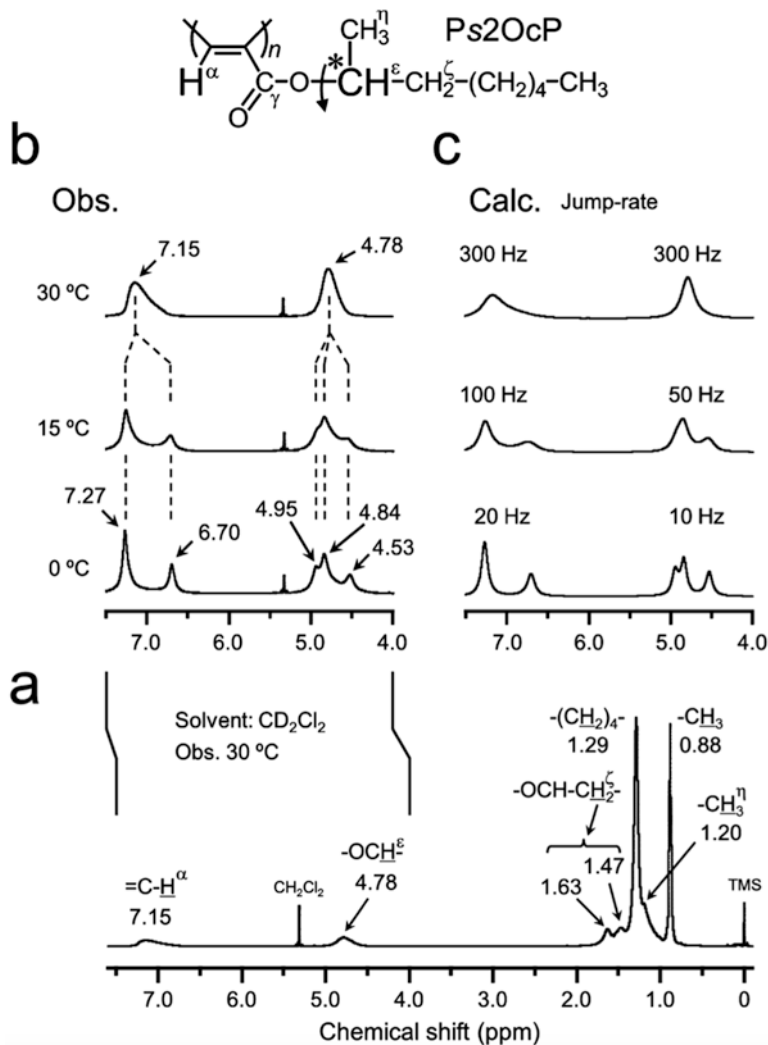 Ps2OcP
CH3η
( )n
Hα
C–O–*CHε–CH2ζ–(CH2)4–CH3
γ
O
b
c
Obs.
Calc. Jump-rate
7.15
4.78
30 ºC
300 Hz
300 Hz
15 ºC
100 Hz
50 Hz
7.27
6.70
4.95
4.84
4.53
0 ºC
20 Hz
10 Hz
7.0 6.0 5.0 4.0
7.0 6.0 5.0 4.0
a
Solvent: CD2Cl2
Obs. 30 ºC
-(CH2)4-
1.29
-CH3
0.88
-OCH-CH2ζ-
-CH3η
1.20
1.63
1.47
=C-Hα
7.15
CH2Cl2
-OCHε-
4.78
TMS
7.0 6.0 5.0 4.0 3.0 2.0 1.0 0
Chemical shift (ppm)